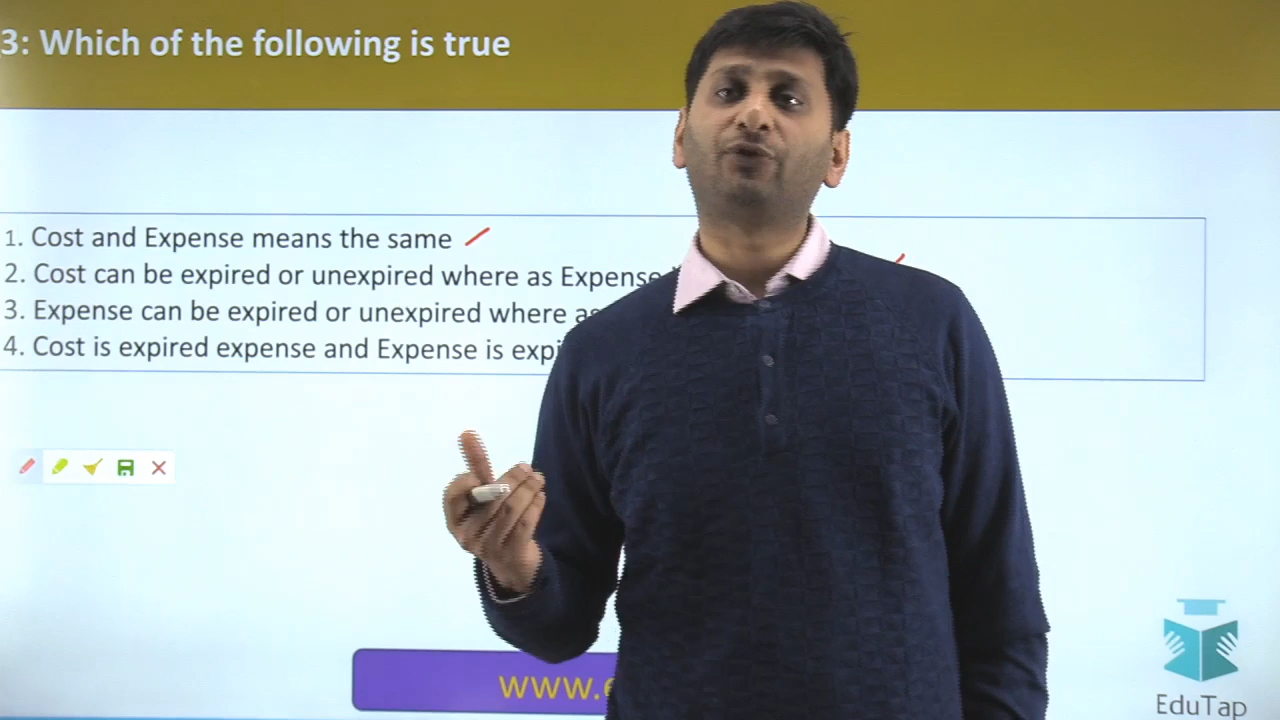 3: Which of the following is true
1. Cost and Expense means the same
2. Cost can be expired or unexpired where as Expense
3. Expense can be expired or unexpired where as
4. Cost is expired expense and Expense is expi
www.e
EduTap